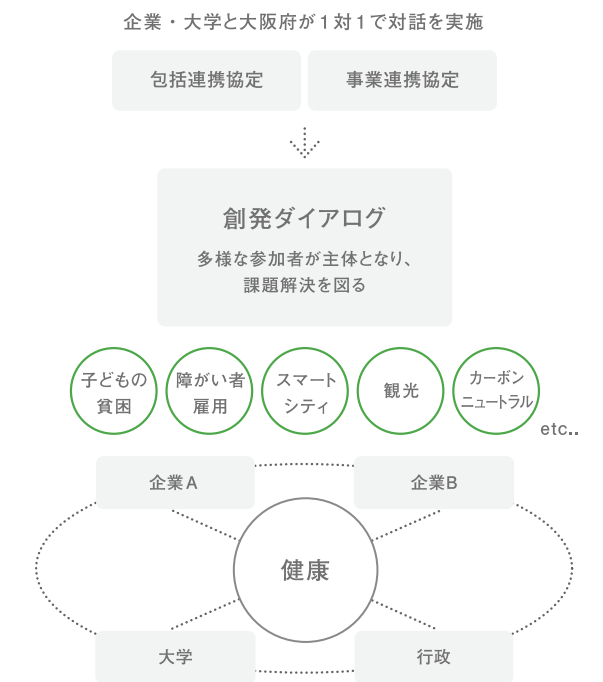 企業・大学と大阪府が１対１で対話を実施
包括連携協定
事業連携協定
創発ダイアログ
多様な参加者が主体となり、
課題解決を図る
子どもの
貧困
障がい者
雇用
スマート
シティ
観光
カーボン
ニュートラル
etc..
企業A
企業B
健康
大学
行政